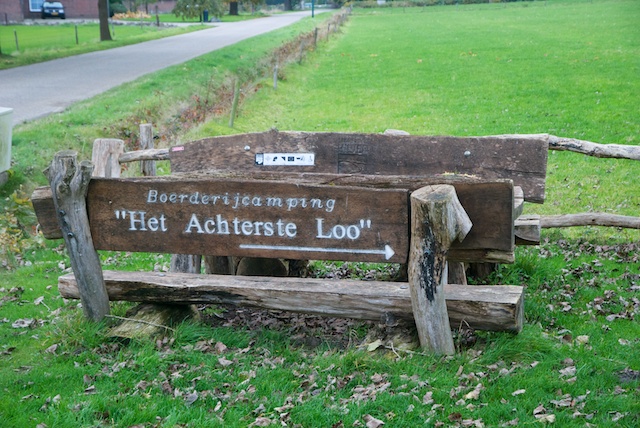 Boerderijcamping
"Het Achterste Loo"